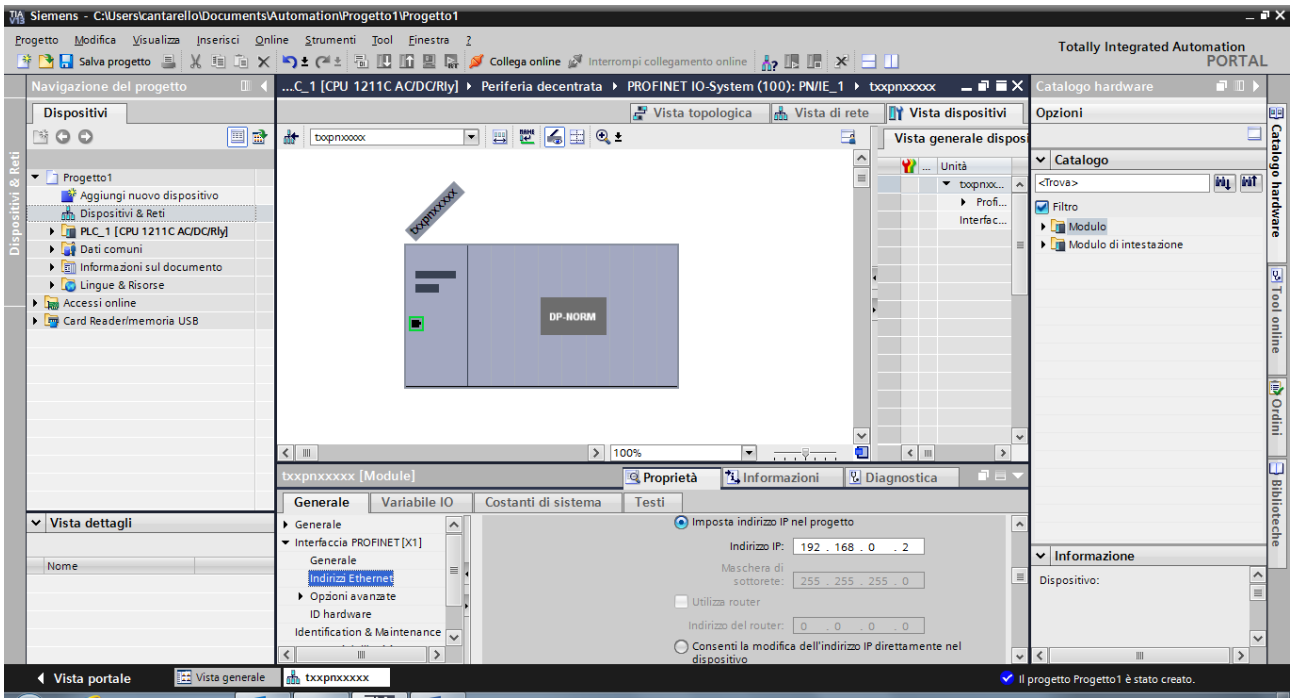 Siemens - C:\Users\cantarello\Documents\Automation\Progetto1\Progetto1
Progetto Modifica Visualizza Inserisci Online Strumenti Tool Finestra ?
Salva progetto
Collega online
Interrompi collegamento online
Totally Integrated Automation
PORTAL
Navigazione del progetto
Dispositivi
Dispositivi & Reti
Progetto1
Aggiungi nuovo dispositivo
Dispositivi & Reti
PLC_1 [CPU 1211C AC/DC/Rly]
Dati comuni
Informazioni sul documento
Lingue & Risorse
Accessi online
Card Reader/memoria USB
Vista dettagli
Nome
...C_1 [CPU 1211C AC/DC/Rly] Periferia decentrata PROFINET IO-System (100): PN/IE_1 txxpnxxxxx
Vista topologica
Vista di rete
Vista dispositivi
txxpnxxxxx
txxpnxxxxx
DP-NORM
100%
Vista generale disposi
... Unità
txxpnxx...
Profi...
Interfac...
txxpnxxxxx [Module]
Proprietà
Informazioni
Diagnostica
Generale
Variabile IO
Costanti di sistema
Testi
Generale
Interfaccia PROFINET [X1]
Generale
Indirizzi Ethernet
Opzioni avanzate
ID hardware
Identification & Maintenance
Imposta indirizzo IP nel progetto
Indirizzo IP: 192 . 168 . 0 . 2
Maschera di
sottorete: 255 . 255 . 255 . 0
Utilizza router
Indirizzo del router: 0 . 0 . 0 . 0
Consenti la modifica dell'indirizzo IP direttamente nel
dispositivo
Catalogo hardware
Opzioni
Catalogo
<Trova>
Filtro
Modulo
Modulo di intestazione
Informazione
Dispositivo:
Catalogo hardware
Tool online
Ordini
Biblioteche
Vista portale
Vista generale
txxpnxxxxx
Il progetto Progetto1 è stato creato.